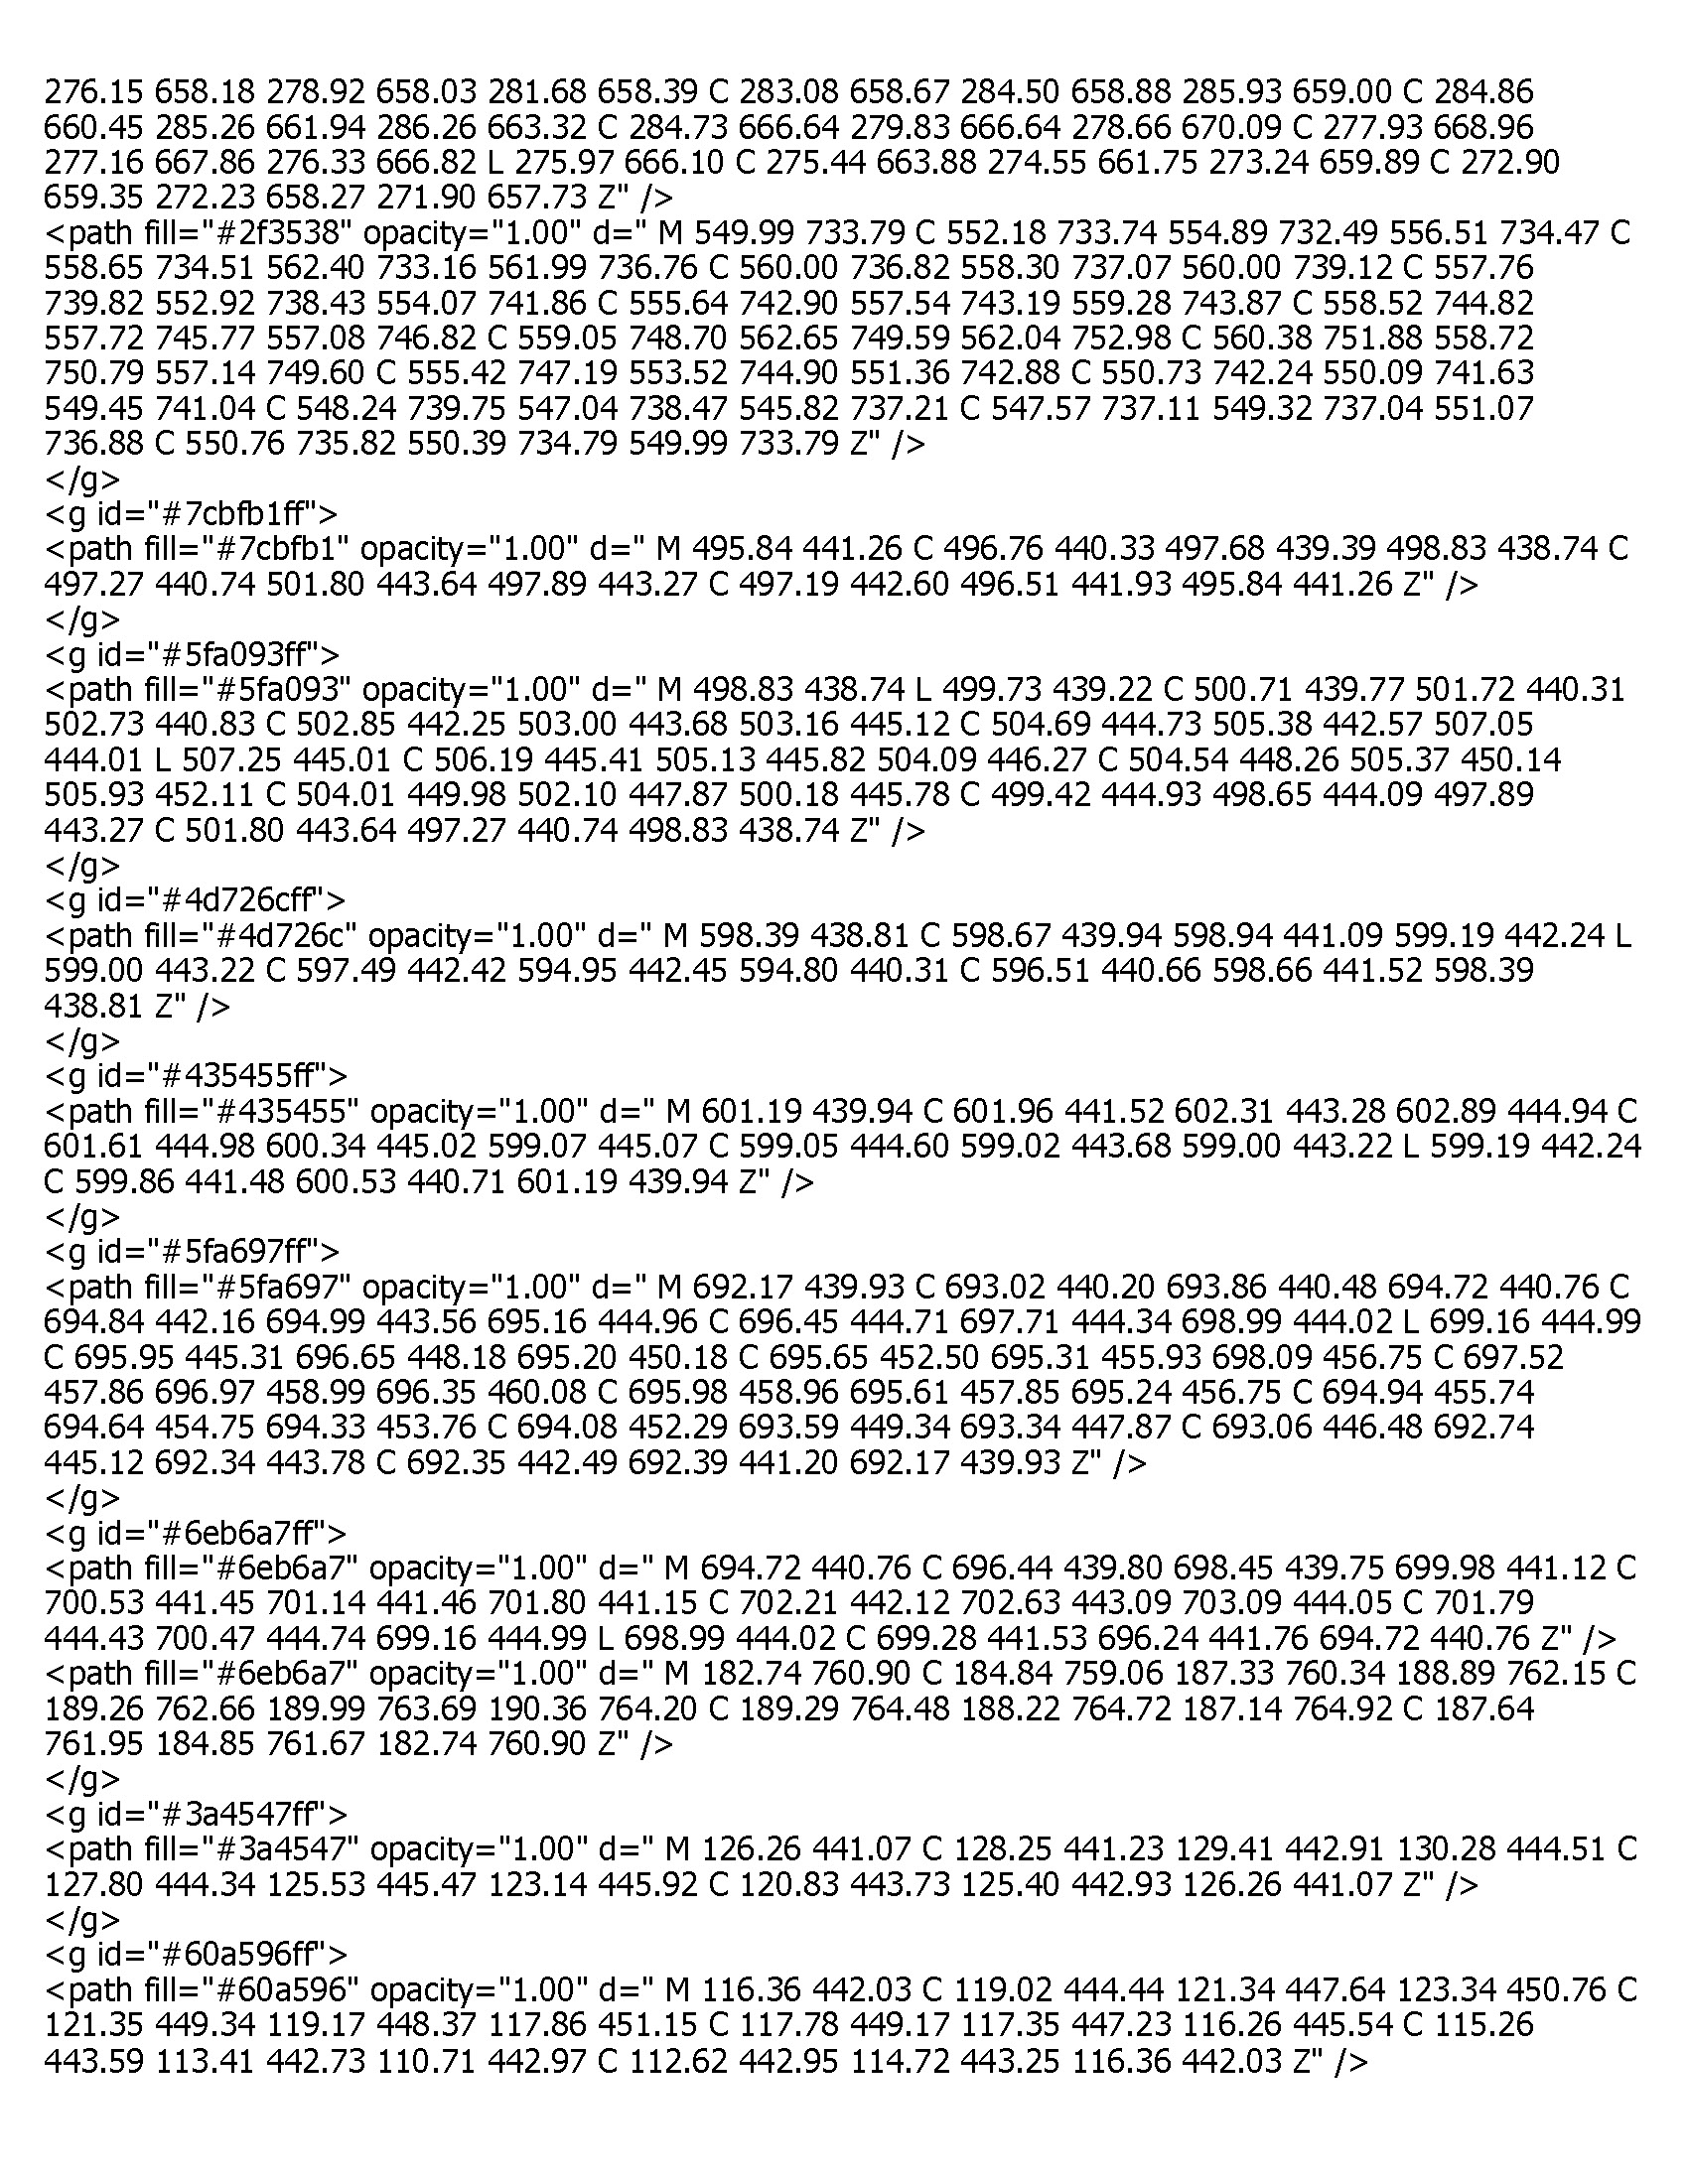 276.15 658.18 278.92 658.03 281.68 658.39 C 283.08 658.67 284.50 658.88 285.93 659.00 C 284.86
660.45 285.26 661.94 286.26 663.32 C 284.73 666.64 279.83 666.64 278.66 670.09 C 277.93 668.96
277.16 667.86 276.33 666.82 L 275.97 666.10 C 275.44 663.88 274.55 661.75 273.24 659.89 C 272.90
659.35 272.23 658.27 271.90 657.73 Z" />
<path fill="#2f3538" opacity="1.00" d=" M 549.99 733.79 C 552.18 733.74 554.89 732.49 556.51 734.47 C
558.65 734.51 562.40 733.16 561.99 736.76 C 560.00 736.82 558.30 737.07 560.00 739.12 C 557.76
739.82 552.92 738.43 554.07 741.86 C 555.64 742.90 557.54 743.19 559.28 743.87 C 558.52 744.82
557.72 745.77 557.08 746.82 C 559.05 748.70 562.65 749.59 562.04 752.98 C 560.38 751.88 558.72
750.79 557.14 749.60 C 555.42 747.19 553.52 744.90 551.36 742.88 C 550.73 742.24 550.09 741.63
549.45 741.04 C 548.24 739.75 547.04 738.47 545.82 737.21 C 547.57 737.11 549.32 737.04 551.07
736.88 C 550.76 735.82 550.39 734.79 549.99 733.79 Z" />
</g>
<g id="#7cbfb1ff">
<path fill="#7cbfb1" opacity="1.00" d=" M 495.84 441.26 C 496.76 440.33 497.68 439.39 498.83 438.74 C
497.27 440.74 501.80 443.64 497.89 443.27 C 497.19 442.60 496.51 441.93 495.84 441.26 Z" />
</g>
<g id="#5fa093ff">
<path fill="#5fa093" opacity="1.00" d=" M 498.83 438.74 L 499.73 439.22 C 500.71 439.77 501.72 440.31
502.73 440.83 C 502.85 442.25 503.00 443.68 503.16 445.12 C 504.69 444.73 505.38 442.57 507.05
444.01 L 507.25 445.01 C 506.19 445.41 505.13 445.82 504.09 446.27 C 504.54 448.26 505.37 450.14
505.93 452.11 C 504.01 449.98 502.10 447.87 500.18 445.78 C 499.42 444.93 498.65 444.09 497.89
443.27 C 501.80 443.64 497.27 440.74 498.83 438.74 Z" />
</g>
<g id="#4d726cff">
<path fill="#4d726c" opacity="1.00" d=" M 598.39 438.81 C 598.67 439.94 598.94 441.09 599.19 442.24 L
599.00 443.22 C 597.49 442.42 594.95 442.45 594.80 440.31 C 596.51 440.66 598.66 441.52 598.39
438.81 Z" />
</g>
<g id="#435455ff">
<path fill="#435455" opacity="1.00" d=" M 601.19 439.94 C 601.96 441.52 602.31 443.28 602.89 444.94 C
601.61 444.98 600.34 445.02 599.07 445.07 C 599.05 444.60 599.02 443.68 599.00 443.22 L 599.19 442.24
C 599.86 441.48 600.53 440.71 601.19 439.94 Z" />
</g>
<g id="#5fa697ff">
<path fill="#5fa697" opacity="1.00" d=" M 692.17 439.93 C 693.02 440.20 693.86 440.48 694.72 440.76 C
694.84 442.16 694.99 443.56 695.16 444.96 C 696.45 444.71 697.71 444.34 698.99 444.02 L 699.16 444.99
C 695.95 445.31 696.65 448.18 695.20 450.18 C 695.65 452.50 695.31 455.93 698.09 456.75 C 697.52
457.86 696.97 458.99 696.35 460.08 C 695.98 458.96 695.61 457.85 695.24 456.75 C 694.94 455.74
694.64 454.75 694.33 453.76 C 694.08 452.29 693.59 449.34 693.34 447.87 C 693.06 446.48 692.74
445.12 692.34 443.78 C 692.35 442.49 692.39 441.20 692.17 439.93 Z" />
</g>
<g id="#6eb6a7ff">
<path fill="#6eb6a7" opacity="1.00" d=" M 694.72 440.76 C 696.44 439.80 698.45 439.75 699.98 441.12 C
700.53 441.45 701.14 441.46 701.80 441.15 C 702.21 442.12 702.63 443.09 703.09 444.05 C 701.79
444.43 700.47 444.74 699.16 444.99 L 698.99 444.02 C 699.28 441.53 696.24 441.76 694.72 440.76 Z" />
<path fill="#6eb6a7" opacity="1.00" d=" M 182.74 760.90 C 184.84 759.06 187.33 760.34 188.89 762.15 C
189.26 762.66 189.99 763.69 190.36 764.20 C 189.29 764.48 188.22 764.72 187.14 764.92 C 187.64
761.95 184.85 761.67 182.74 760.90 Z" />
</g>
<g id="#3a4547ff">
<path fill="#3a4547" opacity="1.00" d=" M 126.26 441.07 C 128.25 441.23 129.41 442.91 130.28 444.51 C
127.80 444.34 125.53 445.47 123.14 445.92 C 120.83 443.73 125.40 442.93 126.26 441.07 Z" />
</g>
<g id="#60a596ff">
<path fill="#60a596" opacity="1.00" d=" M 116.36 442.03 C 119.02 444.44 121.34 447.64 123.34 450.76 C
121.35 449.34 119.17 448.37 117.86 451.15 C 117.78 449.17 117.35 447.23 116.26 445.54 C 115.26
443.59 113.41 442.73 110.71 442.97 C 112.62 442.95 114.72 443.25 116.36 442.03 Z" />